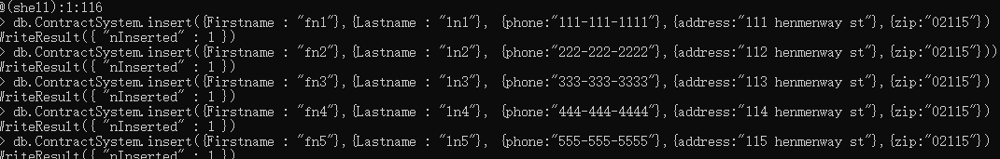 @(shell):1:116
> db.ContractSystem.insert({Firstname : "fn1"},{Lastname : "ln1"}, {phone:"111-111-1111"},{address:"111 henmenway st"},{zip:"02115"})
WriteResult({ "nInserted" : 1 })
> db.ContractSystem.insert({Firstname : "fn2"},{Lastname : "ln2"}, {phone:"222-222-2222"},{address:"112 henmenway st"},{zip:"02115"}))
WriteResult({ "nInserted" : 1 })
> db.ContractSystem.insert({Firstname : "fn3"},{Lastname : "ln3"}, {phone:"333-333-3333"},{address:"113 henmenway st"},{zip:"02115"})
WriteResult({ "nInserted" : 1 })
> db.ContractSystem.insert({Firstname : "fn4"},{Lastname : "ln4"}, {phone:"444-444-4444"},{address:"114 henmenway st"},{zip:"02115"})
WriteResult({ "nInserted" : 1 })
> db.ContractSystem.insert({Firstname : "fn5"},{Lastname : "ln5"}, {phone:"555-555-5555"},{address:"115 henmenway st"},{zip:"02115"})
WriteResult({ "nInserted" : 1 })